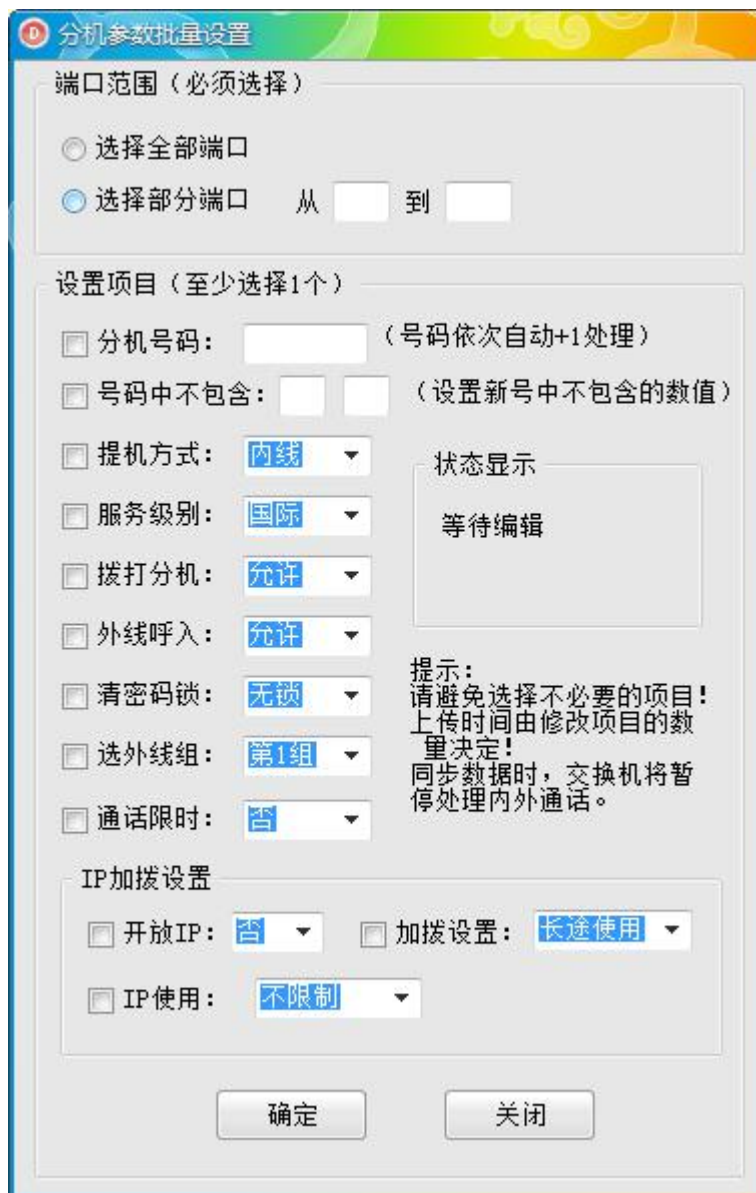 D 分机参数批量设置
端口范围（必须选择）
选择全部端口
选择部分端口 从 到
设置项目（至少选择1个）
分机号码： （号码依次自动+1处理）
号码中不包含： （设置新号中不包含的数值）
提机方式： 内线
状态显示
服务级别： 国际
等待编辑
拨打分机： 允许
外线呼入： 允许
清密码锁： 无锁
选外线组： 第1组
通话限时： 否
提示：
请避免选择不必要的项目！
上传时间由修改项目的数
量决定！
同步数据时，交换机将暂
停处理内外通话。
IP加拨设置
开放IP： 否 加拨设置： 长途使用
IP使用： 不限制
确定 关闭